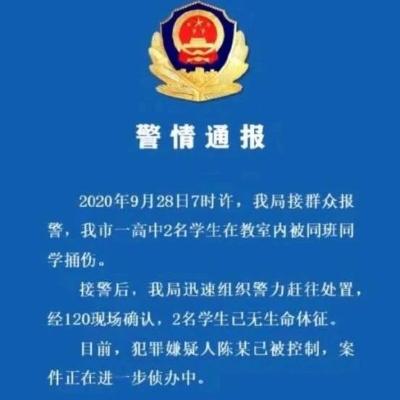 警情通报
2020年9月28日7时许，我局接群众报
警，我市一高中2名学生在教室内被同班同
学捅伤。
接警后，我局迅速组织警力赶往处置，
经120现场确认，2名学生已无生命体征。
目前，犯罪嫌疑人陈某已被控制，案
件正在进一步侦办中。